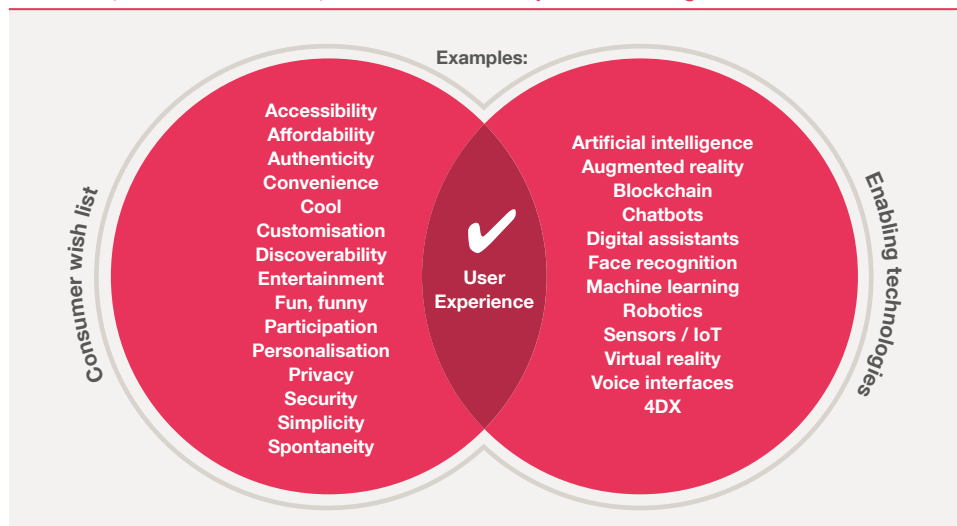 Examples:
Consumer wish list
Accessibility
Affordability
Authenticity
Convenience
Cool
Customisation
Discoverability
Entertainment
Fun, funny
Participation
Personalisation
Privacy
Security
Simplicity
Spontaneity
✔
User
Experience
Artificial intelligence
Augmented reality
Blockchain
Chatbots
Digital assistants
Face recognition
Machine learning
Robotics
Sensors / IoT
Virtual reality
Voice interfaces
4DX
Enabling technologies